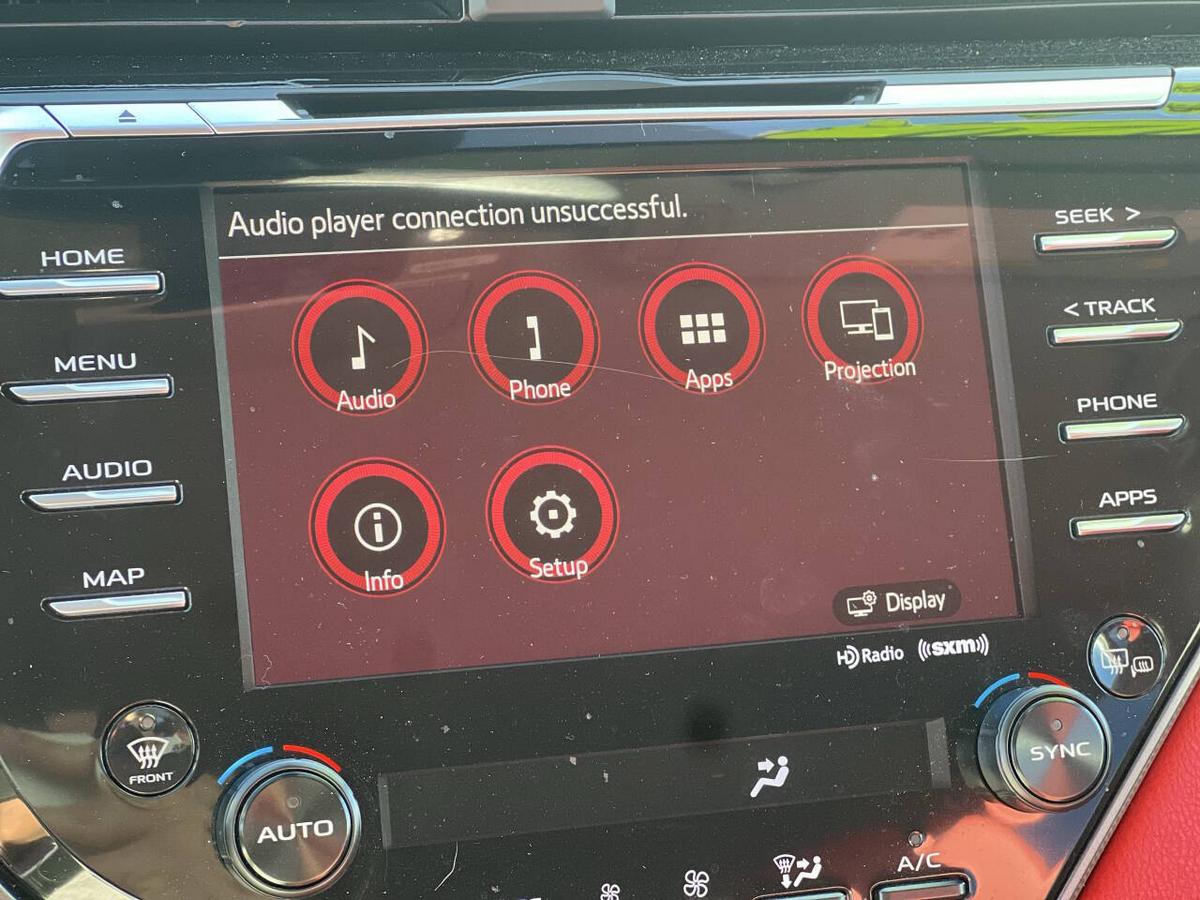 Audio player connection unsuccessful.
HOME
MENU
AUDIO
MAP
Audio
Phone
Apps
Projection
Info
Setup
Display
HD Radio
((sxm))
SEEK >
< TRACK
PHONE
APPS
FRONT
AUTO
SYNC
A/C